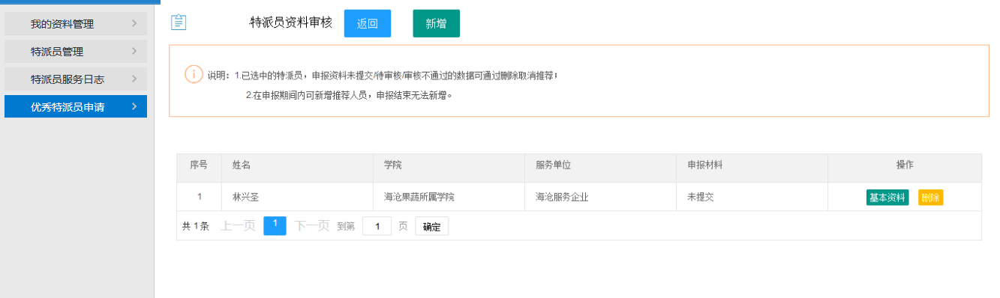 我的资料管理
特派员管理
特派员服务日志
优秀特派员申请
特派员资料审核 返回 新增
说明：1.已选中的特派员，申报资料未提交/待审核/审核不通过的数据可通过删除取消推荐；
2.在申报期间内可新增推荐人员，申报结束无法新增。
序号 姓名 学院 服务单位 申报材料 操作
1 林兴圣 海沧果蔬所属学院 海沧服务企业 未提交 基本资料 删除
共1条 上一页 1 下一页 到第 1 页 确定